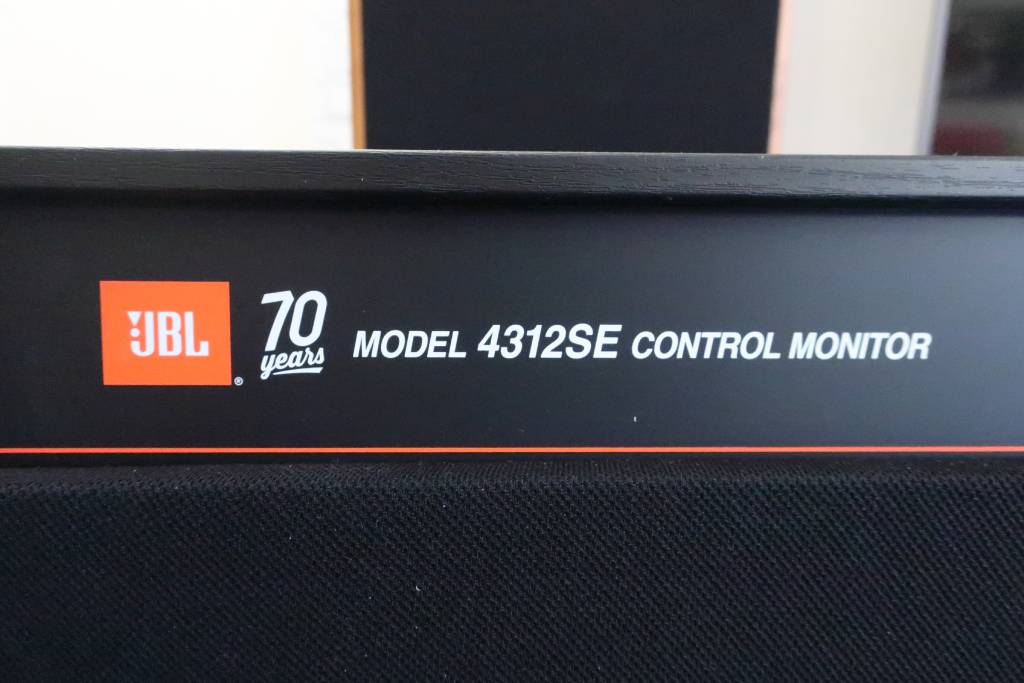 JBL®
70
years
MODEL 4312SE CONTROL MONITOR